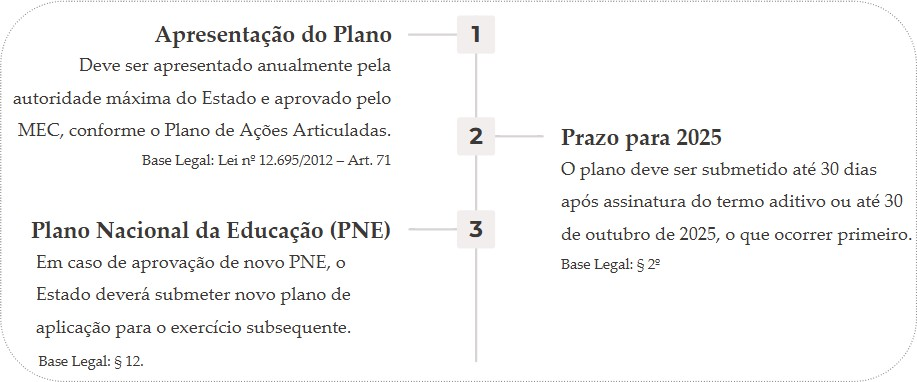 1
Apresentação do Plano
Deve ser apresentado anualmente pela
autoridade máxima do Estado e aprovado pelo
MEC, conforme o Plano de Ações Articuladas.
Base Legal: Lei nº 12.695/2012 – Art. 71
2
Prazo para 2025
O plano deve ser submetido até 30 dias
após assinatura do termo aditivo ou até 30
de outubro de 2025, o que ocorrer primeiro.
Base Legal: § 2º
3
Plano Nacional da Educação (PNE)
Em caso de aprovação de novo PNE, o
Estado deverá submeter novo plano de
aplicação para o exercício subsequente.
Base Legal: § 12.